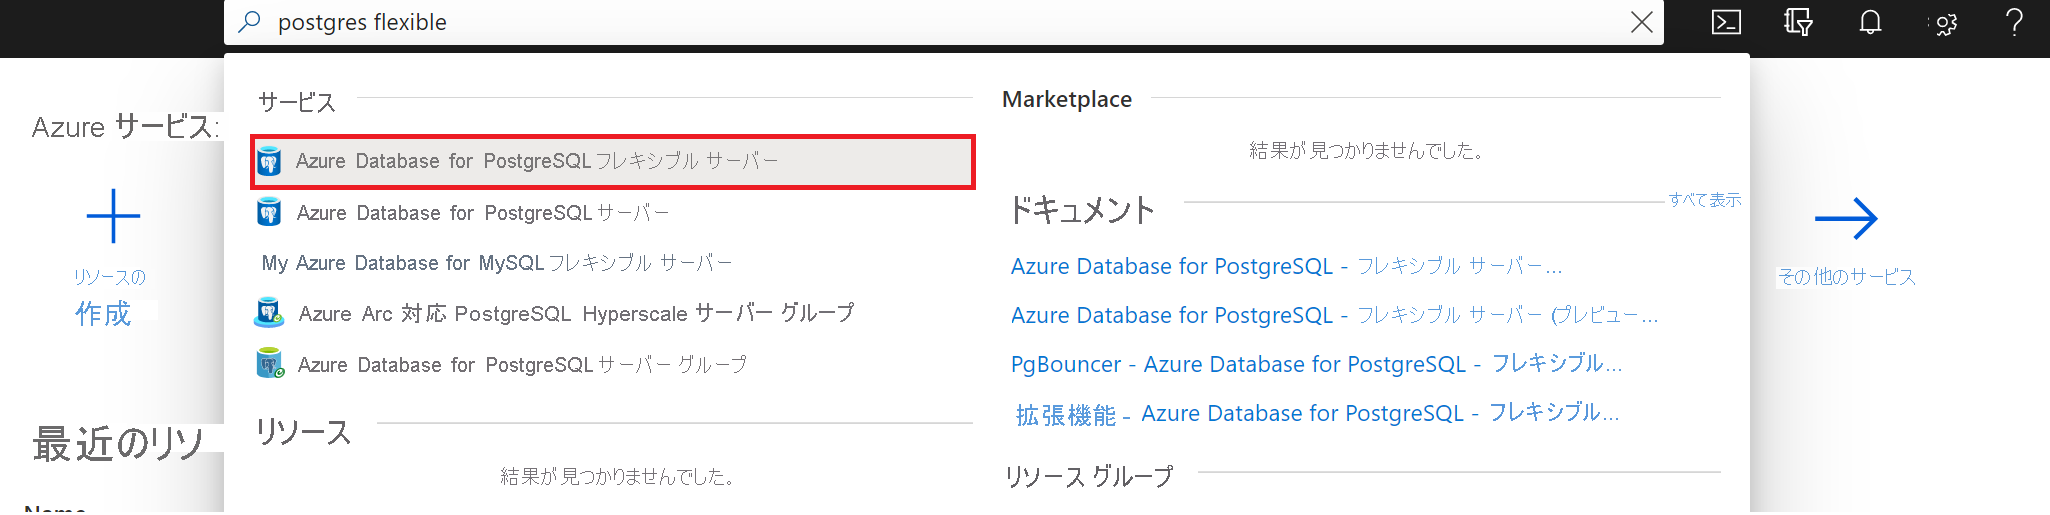 postgres flexible
Azure サービス:
リソースの
作成
最近のリソ
サービス
Azure Database for PostgreSQL フレキシブル サーバー
Azure Database for PostgreSQL サーバー
My Azure Database for MySQL フレキシブル サーバー
Azure Arc 対応 PostgreSQL Hyperscale サーバー グループ
Azure Database for PostgreSQL サーバー グループ
リソース
結果が見つかりませんでした。
Marketplace
結果が見つかりませんでした。
ドキュメント
すべて表示
Azure Database for PostgreSQL - フレキシブル サーバー...
Azure Database for PostgreSQL - フレキシブル サーバー (プレビュー...
PgBouncer - Azure Database for PostgreSQL - フレキシブル...
拡張機能 - Azure Database for PostgreSQL - フレキシブル...
リソース グループ
その他のサービス